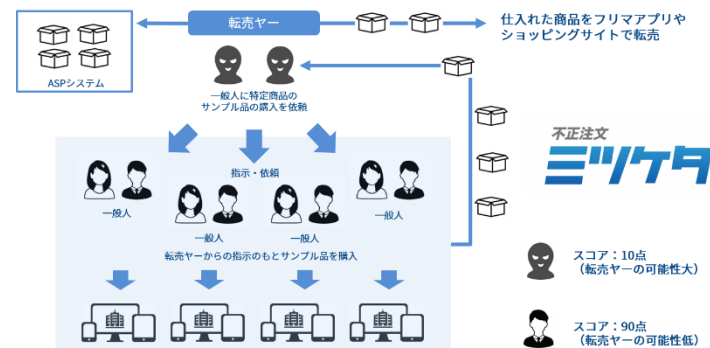 転売ヤー
仕入れた商品をフリマアプリや
ショッピングサイトで転売
ASPシステム
一般人に特定商品の
サンプル品の購入を依頼
指示・依頼
一般人
一般人
一般人
一般人
転売ヤーからの指示のもとサンプル品を購入
不正注文
ミツケタ
スコア:10点
(転売ヤーの可能性大)
スコア:90点
(転売ヤーの可能性低)